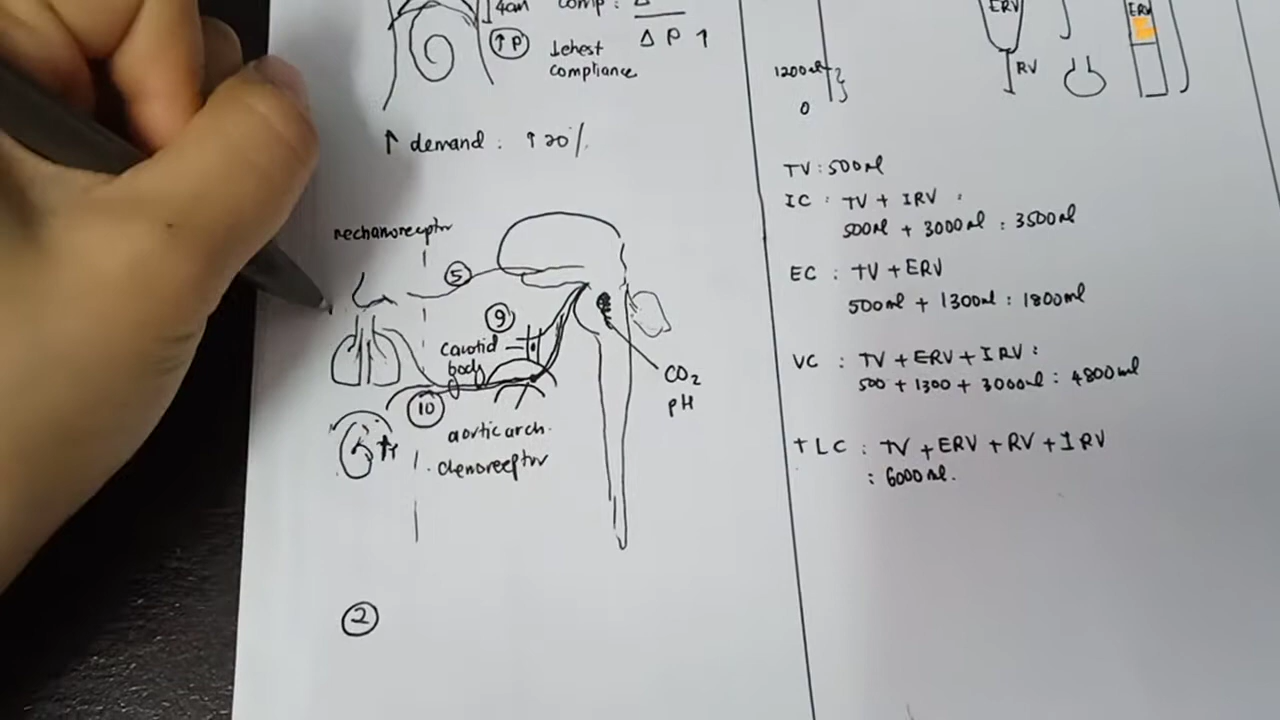 4cm
comp :
↑P
↓chest
compliance
Δ P ↑
↑ demand : ↑ 20%
mechanoreceptor
5
9
carotid
body
10
aortic arch.
chemoreceptor
CO₂
pH
2
ERV
RV
ERV
1200ml
0
TV : 500ml
IC : TV + IRV :
500ml + 3000ml : 3500ml
EC : TV + ERV
500ml + 1300ml : 1800ml
VC : TV + ERV + IRV :
500 + 1300 + 3000ml : 4800ml
TLC : TV + ERV + RV + IRV
: 6000ml.